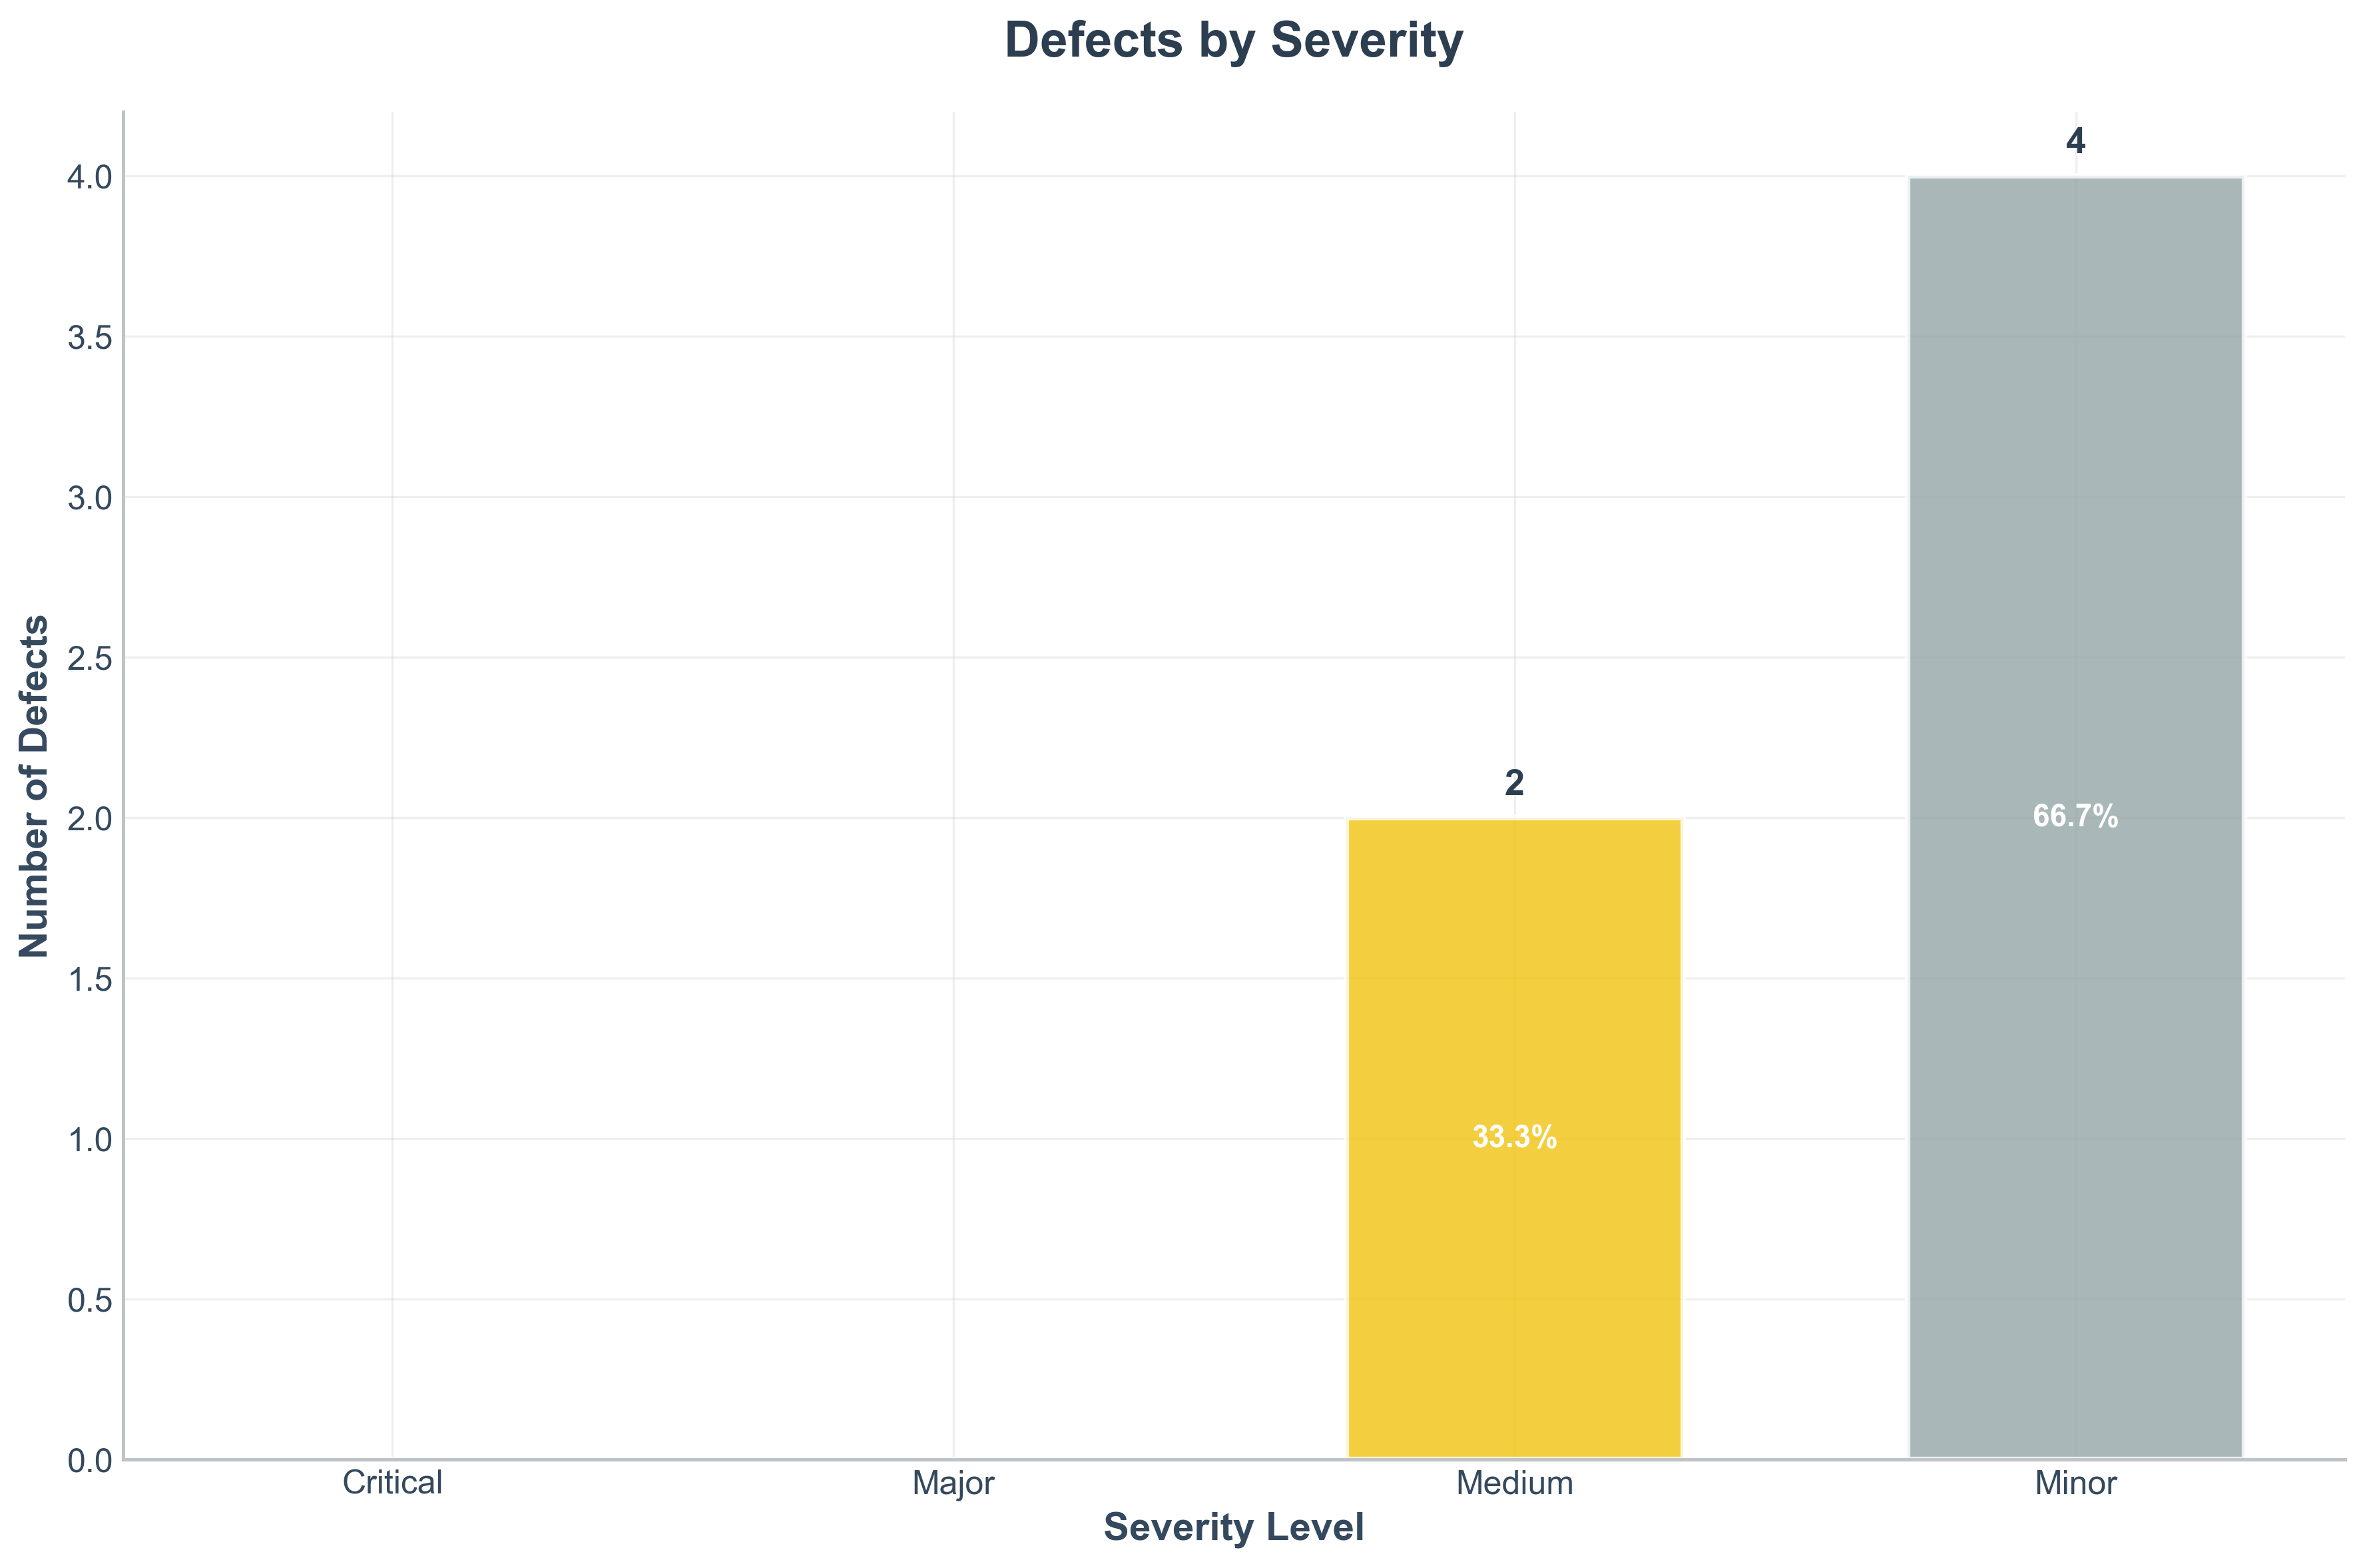 Defects by Severity
4
4.0
3.5
3.0
2.5
2
2.0
66.7%
1.5
1.0
33.3%
0.5
0.0
Number of Defects
Critical
Major
Medium
Minor
Severity Level